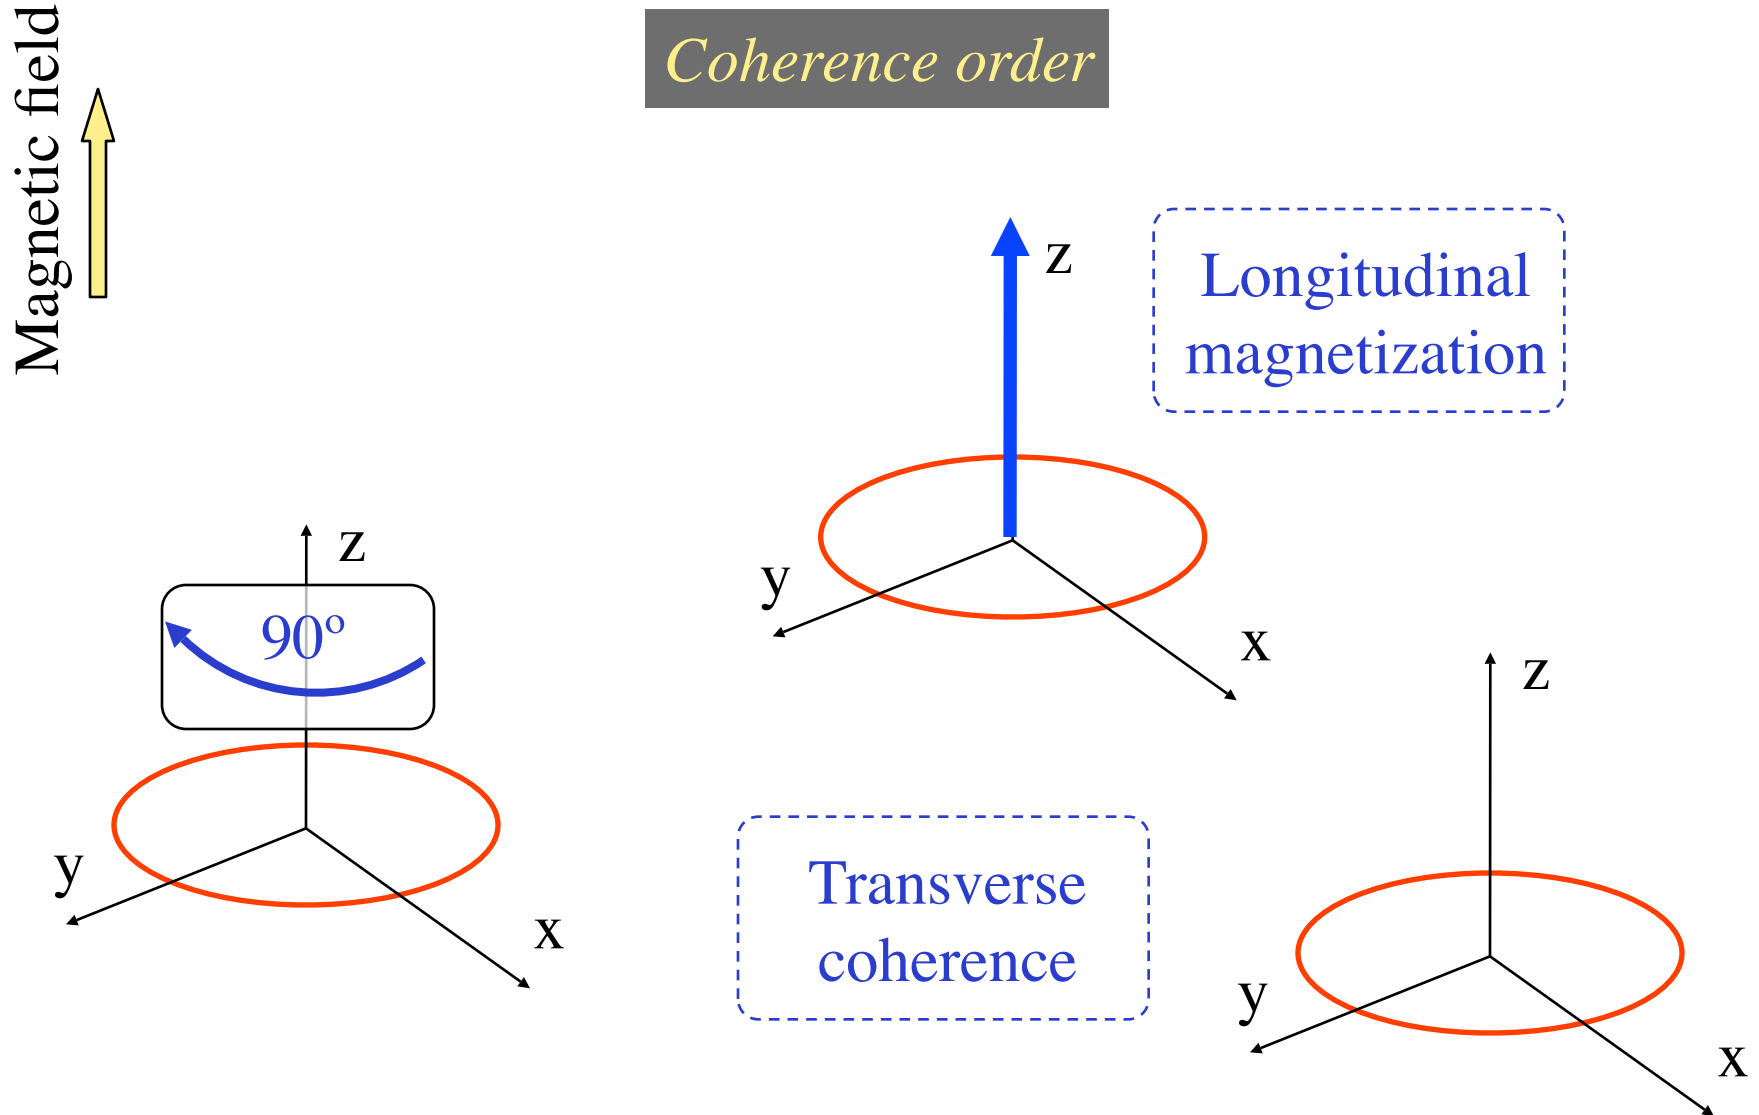 Magnetic field
Coherence order
z
Longitudinal
magnetization
y
x
z
90º
y
x
Transverse
coherence
z
y
x